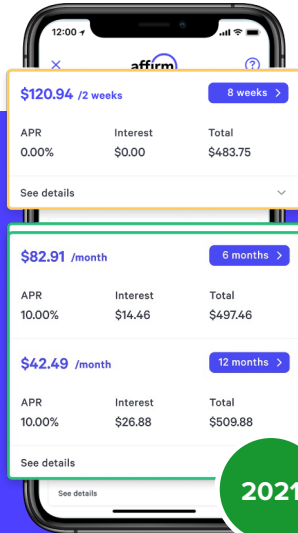 12:00
affirm
$120.94 /2 weeks 8 weeks
APR Interest Total
0.00% $0.00 $483.75
See details
$82.91 /month 6 months
APR Interest Total
10.00% $14.46 $497.46
$42.49 /month 12 months
APR Interest Total
10.00% $26.88 $509.88
See details
See details
2021